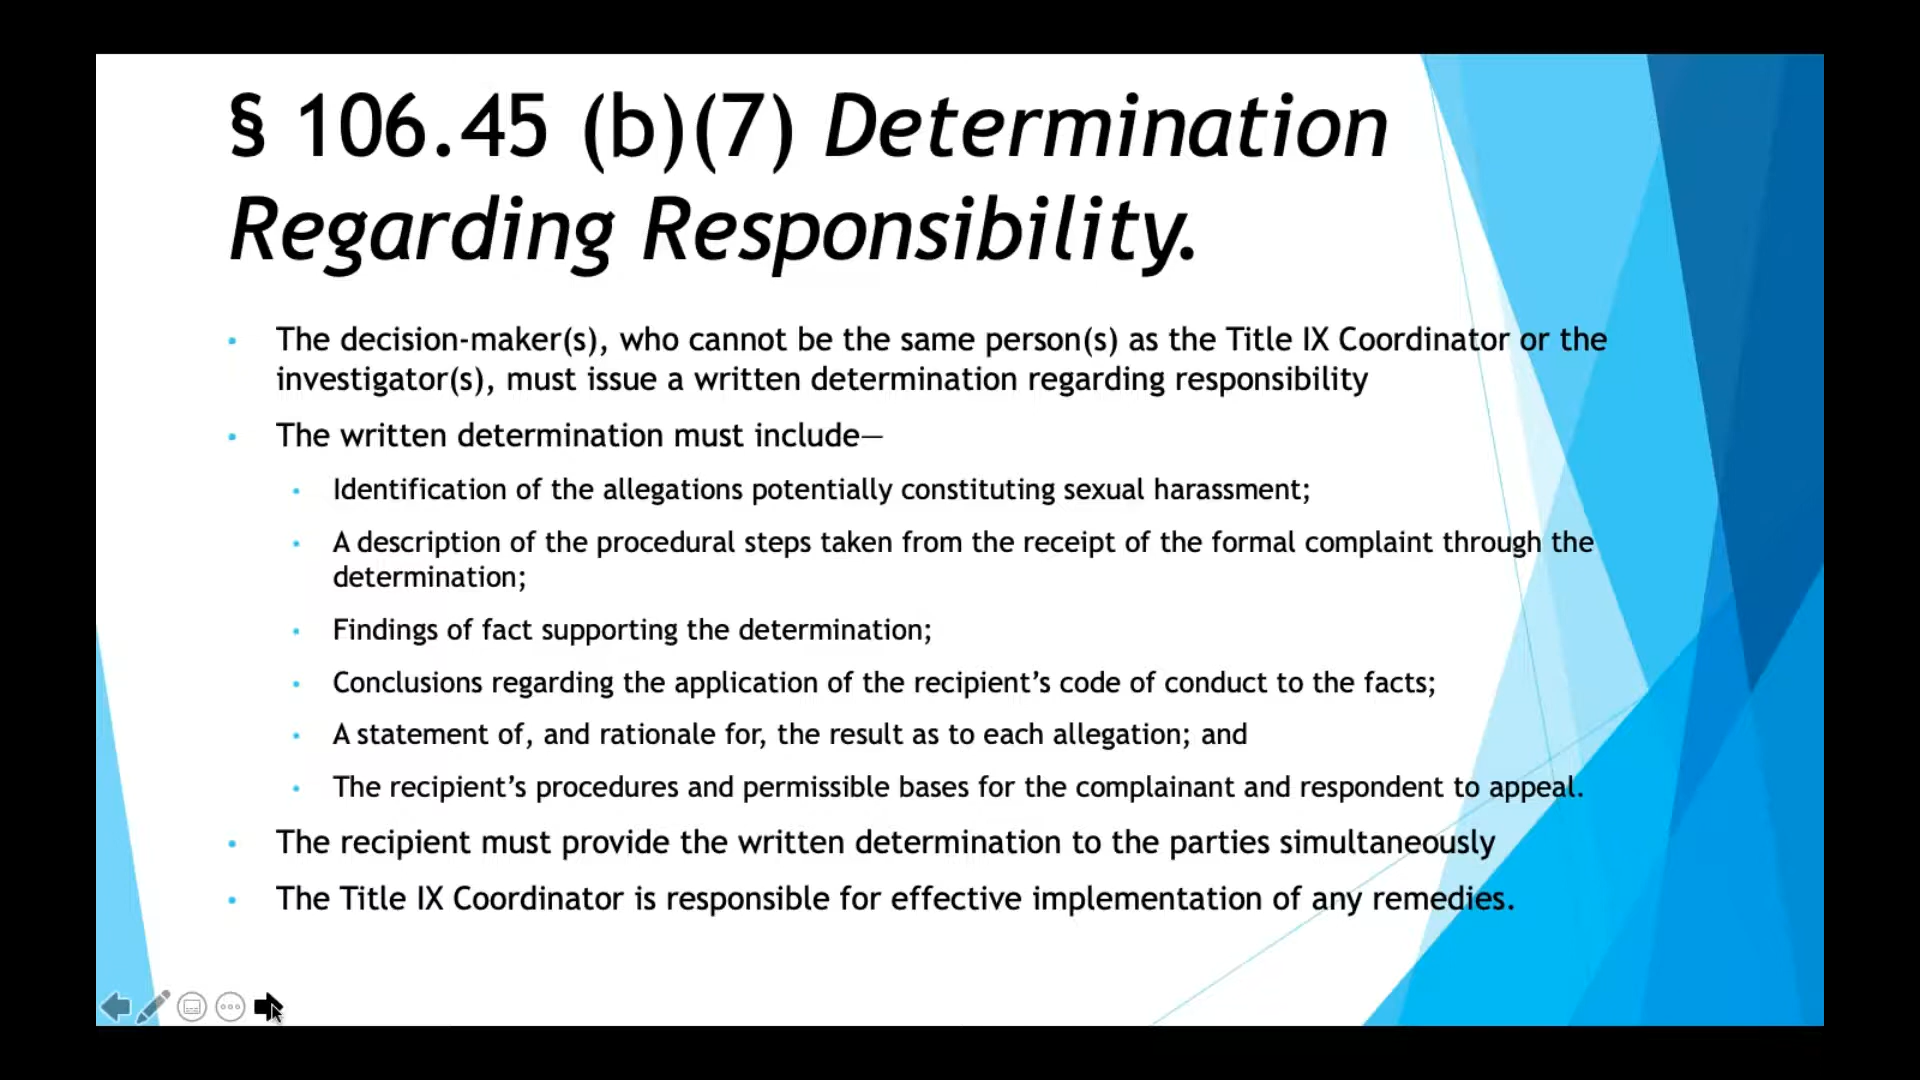 § 106.45 (b)(7) Determination
Regarding Responsibility.
• The decision-maker(s), who cannot be the same person(s) as the Title IX Coordinator or the
investigator(s), must issue a written determination regarding responsibility
• The written determination must include—
• Identification of the allegations potentially constituting sexual harassment;
• A description of the procedural steps taken from the receipt of the formal complaint through the
determination;
• Findings of fact supporting the determination;
• Conclusions regarding the application of the recipient’s code of conduct to the facts;
• A statement of, and rationale for, the result as to each allegation; and
• The recipient’s procedures and permissible bases for the complainant and respondent to appeal.
• The recipient must provide the written determination to the parties simultaneously
• The Title IX Coordinator is responsible for effective implementation of any remedies.